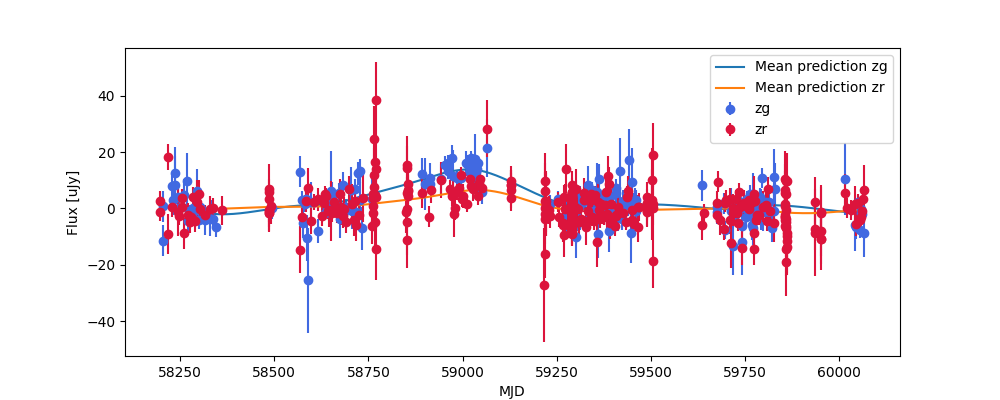 Mean prediction zg
Mean prediction zr
zg
zr
Flux [uJy]
40
20
0
−20
−40
58250
58500
58750
59000
59250
59500
59750
60000
MJD